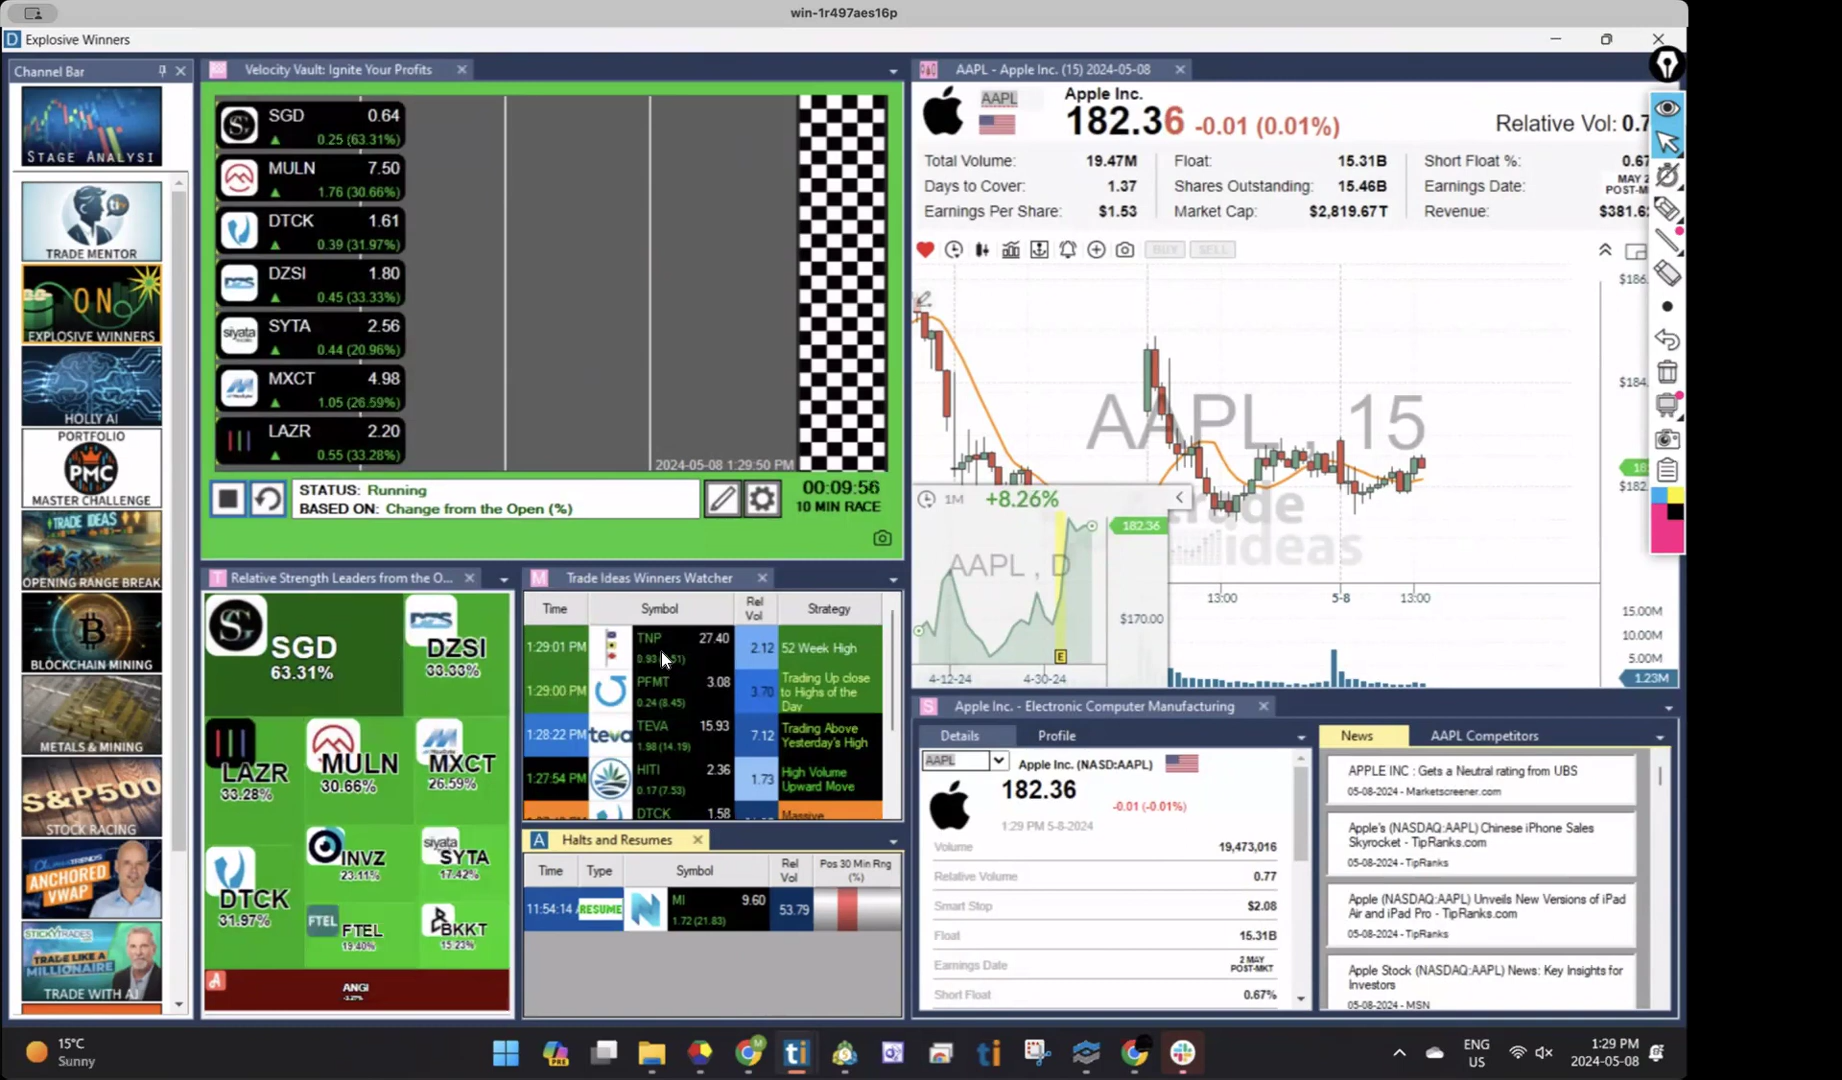 win-1r497aes16p
Explosive Winners
Channel Bar
STAGE ANALYSI
TRADE MENTOR
ON
EXPLOSIVE WINNERS
HOLLY AI
PORTFOLIO
PMC
MASTER CHALLENGE
TRADE IDEAS
OPENING RANGE BREAK
BLOCKCHAIN MINING
METALS & MINING
S&P500
STOCK RACING
ANCHORED
VWAP
STICKYTRADES
TRADE LIKE A
MILLIONAIRE
TRADE WITH AJ
Velocity Vault: Ignite Your Profits
SGD 0.64
0.25 (63.31%)
MULN 7.50
1.76 (30.66%)
DTCK 1.61
0.39 (31.97%)
DZSI 1.80
0.45 (33.33%)
SYTA 2.56
0.44 (20.96%)
MXCT 4.98
1.05 (26.59%)
LAZR 2.20
0.55 (33.28%)
2024-05-08 1:29:50 PM
STATUS: Running
BASED ON: Change from the Open (%)
00:09:56
10 MIN RACE
Relative Strength Leaders from the O...
SGD
63.31%
DZSI
33.33%
LAZR
33.28%
MULN
30.66%
MXCT
26.59%
DTCK
31.97%
INVZ
23.11%
siyata
SYTA
17.42%
FTEL
FTEL
19.40%
BKKT
15.23%
ANGI
Trade Ideas Winners Watcher
Time Symbol Rel Vol Strategy
1:29:01 PM TNP 27.40 2.12 52 Week High
1:29:00 PM PFMT 3.08 0.24 (8.45) 3.70 Trading Up close to Highs of the Day
1:28:22 PM teva TEVA 15.93 1.98 (14.19) 7.12 Trading Above Yesterday's High
1:27:54 PM HITI 2.36 0.17 (7.53) 1.73 High Volume Upward Move
DTCK 1.58 Massive
Halts and Resumes
Time Type Symbol Rel Vol Pos 30 Min Rng (%)
11:54:14 RESUME MI 9.60 1.72 (21.83) 53.79
AAPL - Apple Inc. (15) 2024-05-08
AAPL
Apple Inc.
182.36 -0.01 (0.01%)
Relative Vol: 0.7
Total Volume: 19.47M Float: 15.31B Short Float %: 0.67
Days to Cover: 1.37 Shares Outstanding: 15.46B Earnings Date: MAY 2 POST-M
Earnings Per Share: $1.53 Market Cap: $2,819.67T Revenue: $381.6
BUY SELL
$186
$184
$182
AAPL , 15
trade ideas
1M +8.26%
182.36
AAPL , D
$170.00
E
4-12-24 4-30-24
13:00 5-8 13:00
15.00M
10.00M
5.00M
1.23M
Apple Inc. - Electronic Computer Manufacturing
Details Profile
AAPL Apple Inc. (NASD:AAPL)
182.36 -0.01 (-0.01%)
1:29 PM 5-8-2024
Volume 19,473,016
Relative Volume 0.77
Smart Stop $2.08
Float 15.31B
Earnings Date 2 MAY POST-MKT
Short Float 0.67%
News AAPL Competitors
APPLE INC : Gets a Neutral rating from UBS
05-08-2024 - Marketscreener.com
Apple's (NASDAQ:AAPL) Chinese iPhone Sales
Skyrocket - TipRanks.com
05-08-2024 - TipRanks
Apple (NASDAQ:AAPL) Unveils New Versions of iPad
Air and iPad Pro - TipRanks.com
05-08-2024 - TipRanks
Apple Stock (NASDAQ:AAPL) News: Key Insights for
Investors
05-08-2024 - MSN
15°C
Sunny
ENG
US
1:29 PM
2024-05-08